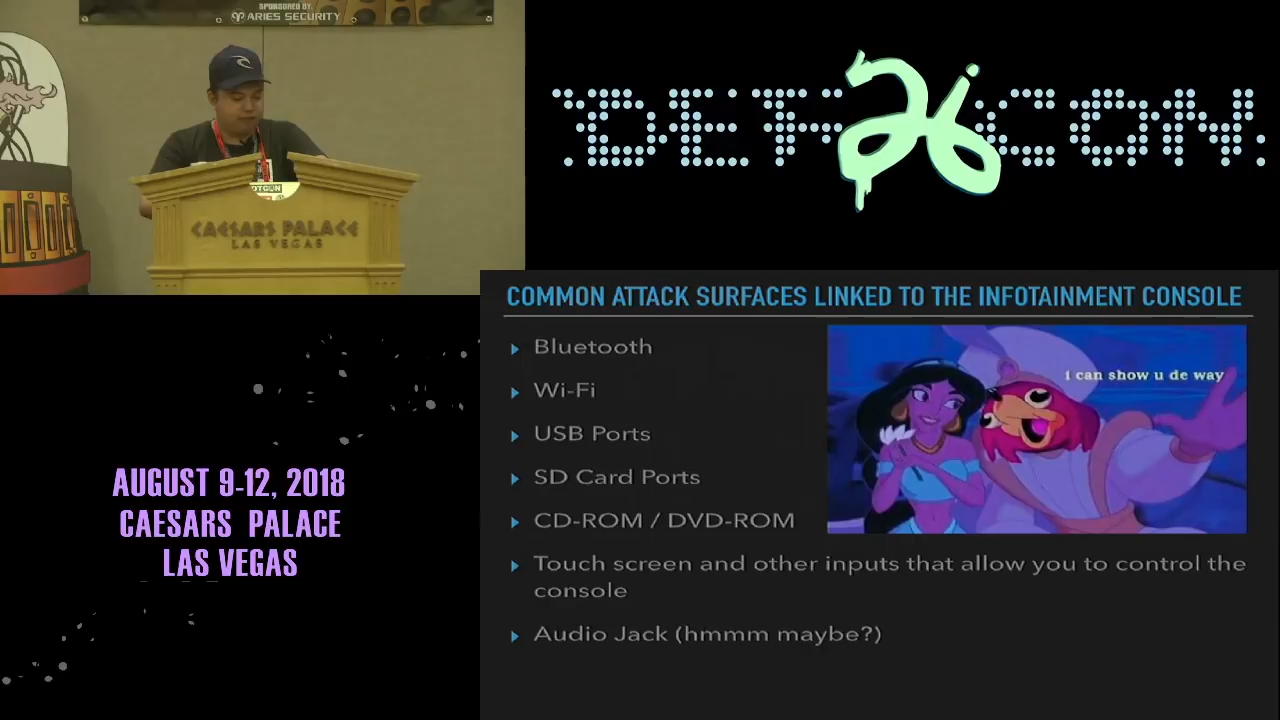 SPONSORED BY:
ARIES SECURITY
DEF CON
26
OTCON
CAESARS PALACE
LAS VEGAS
COMMON ATTACK SURFACES LINKED TO THE INFOTAINMENT CONSOLE
Bluetooth
Wi-Fi
USB Ports
SD Card Ports
CD-ROM / DVD-ROM
Touch screen and other inputs that allow you to control the
console
Audio Jack (hmmm maybe?)
i can show u de way
AUGUST 9-12, 2018
CAESARS PALACE
LAS VEGAS